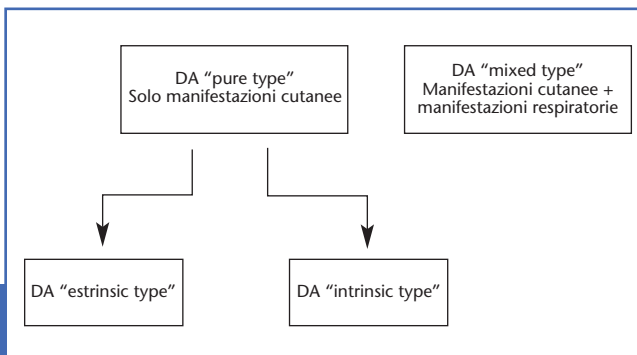 DA “pure type”
Solo manifestazioni cutanee
DA “mixed type”
Manifestazioni cutanee +
manifestazioni respiratorie
DA “estrinsic type”
DA “intrinsic type”